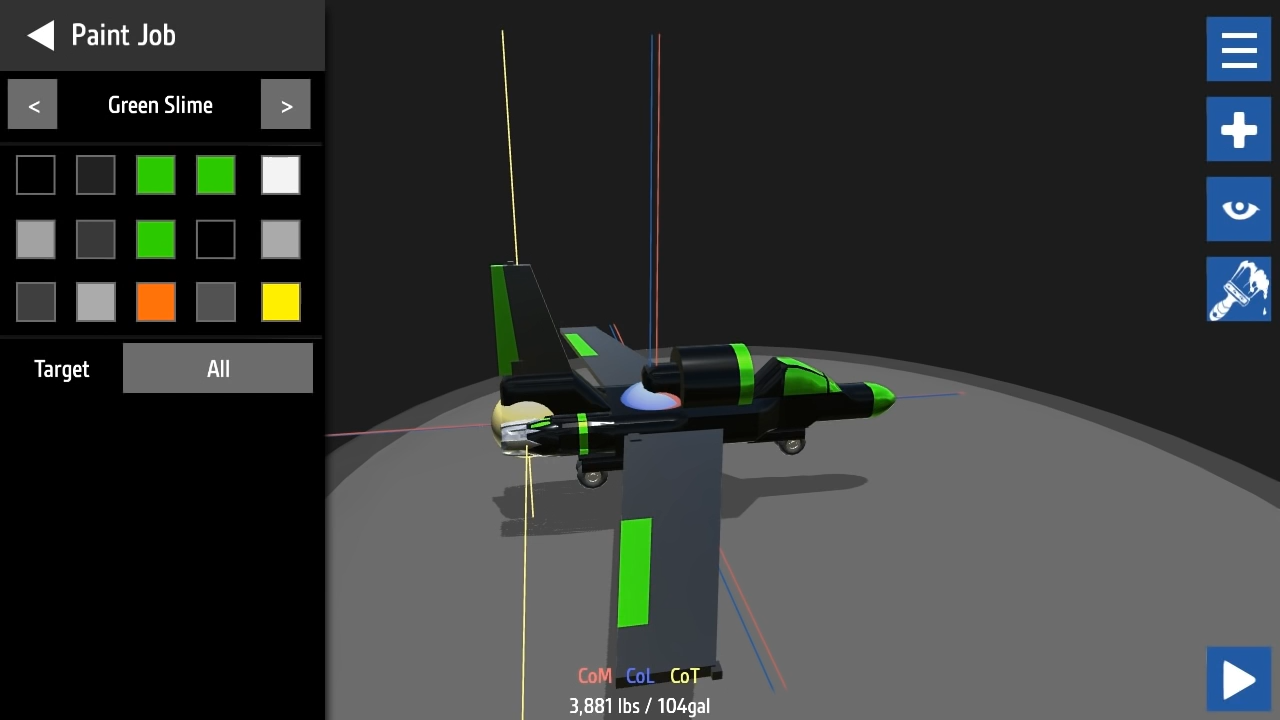 Paint Job
< Green Slime >
Target All
CoM CoL CoT
3,881 lbs / 104gal